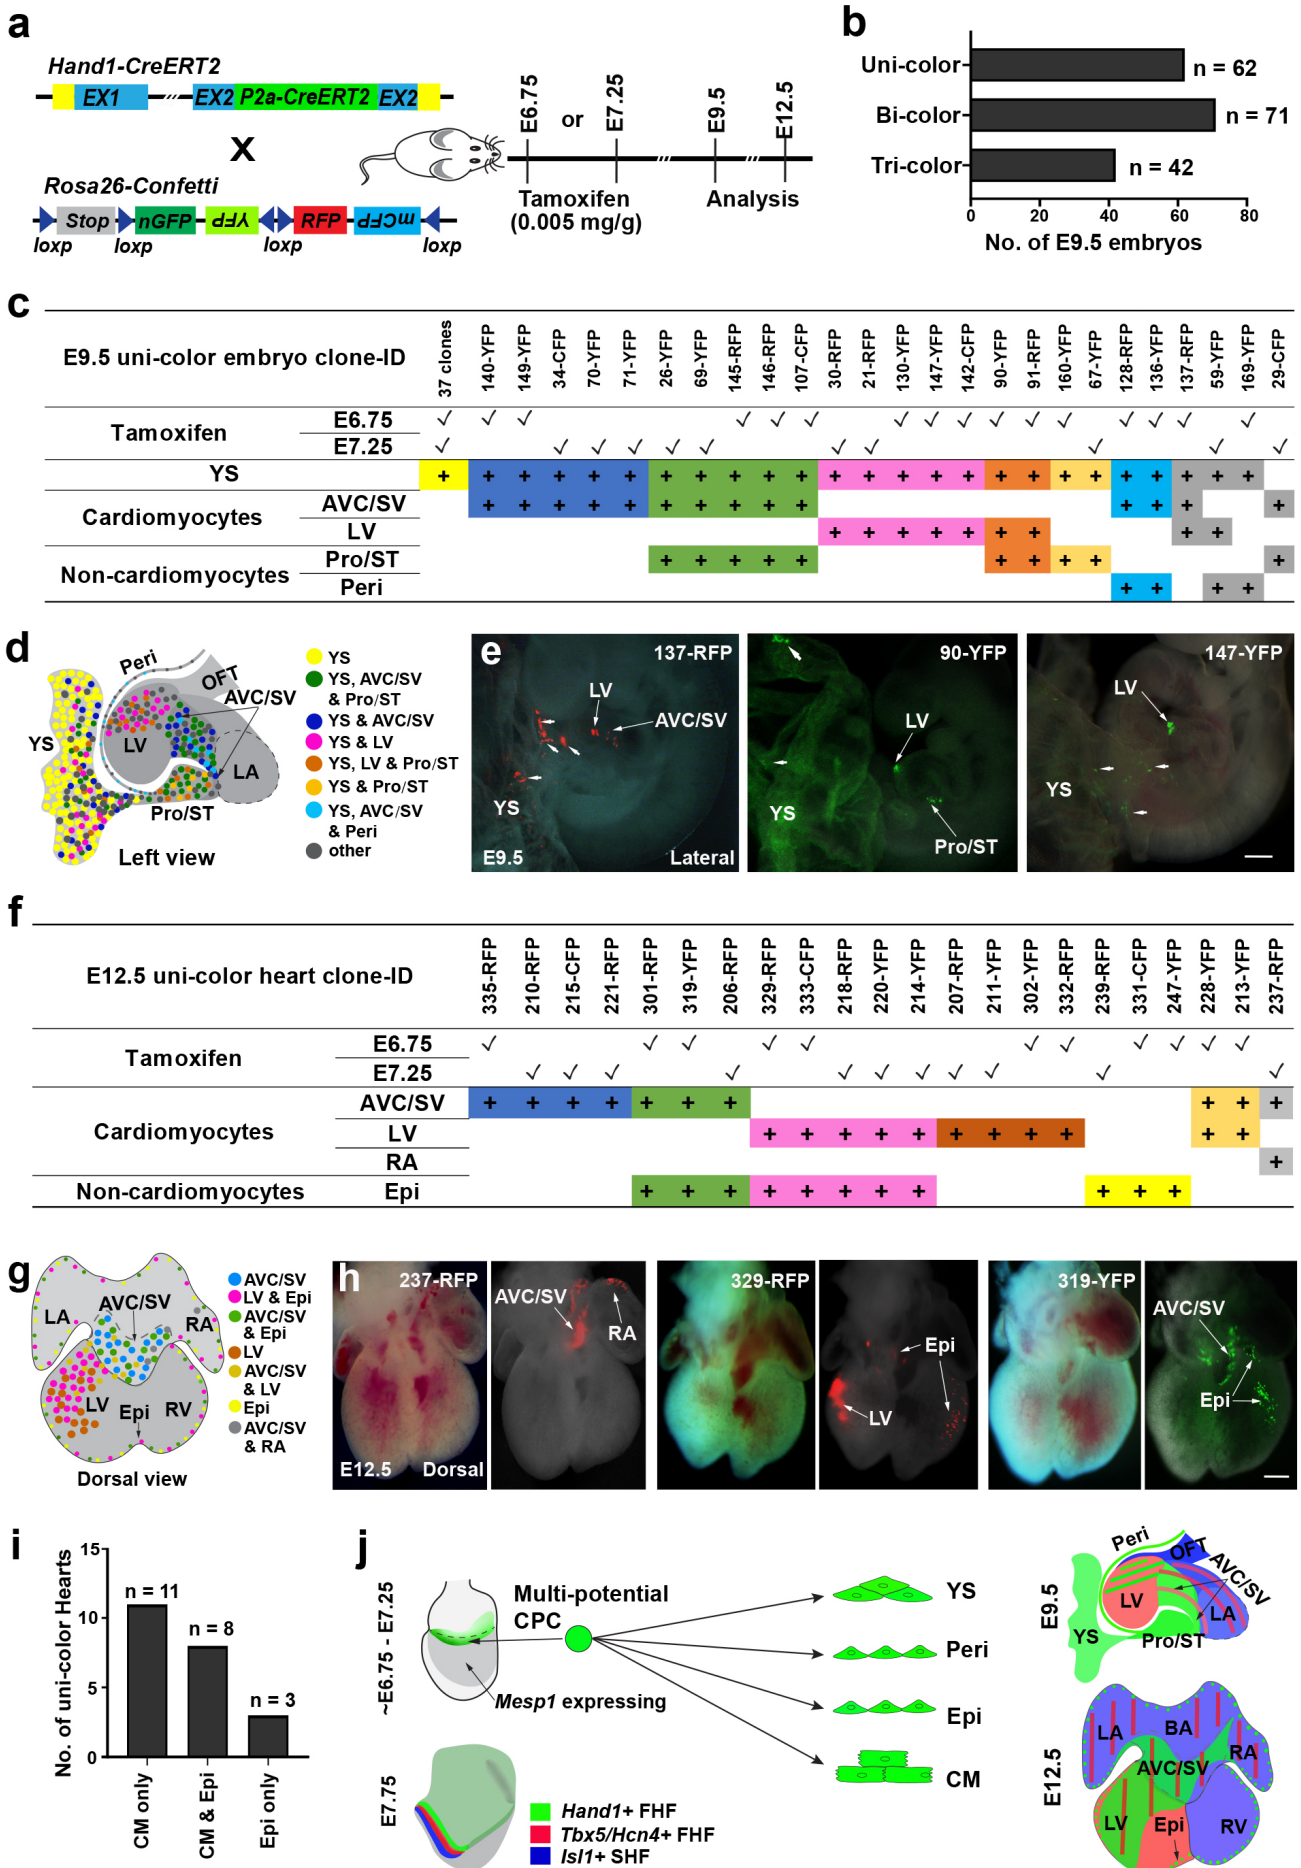 a
Hand1-CreERT2
EX1
EX2
P2a-CreERT2
EX2
X
Rosa26-Confetti
Stop
nGFP
YFP
RFP
mCFP
loxp
loxp
loxp
loxp
E6.75
or
E7.25
E9.5
E12.5
Tamoxifen
(0.005 mg/g)
Analysis
b
Uni-color
n = 62
Bi-color
n = 71
Tri-color
n = 42
0 20 40 60 80
No. of E9.5 embryos
c
E9.5 uni-color embryo clone-ID
37 clones
140-YFP
149-YFP
34-CFP
70-YFP
71-YFP
26-YFP
69-YFP
145-RFP
146-RFP
107-CFP
30-RFP
21-RFP
130-YFP
147-YFP
142-CFP
90-YFP
91-RFP
160-YFP
67-YFP
128-RFP
136-YFP
137-RFP
59-YFP
169-YFP
29-CFP
Tamoxifen
E6.75 ✓ ✓ ✓ ✓ ✓ ✓ ✓ ✓ ✓ ✓ ✓ ✓ ✓ ✓ ✓ ✓
E7.25 ✓ ✓ ✓ ✓ ✓ ✓ ✓ ✓ ✓ ✓ ✓
YS + + + + + + + + + + + + + + + + + + + + + + + + +
Cardiomyocytes
AVC/SV + + + + + + + + + + + + + +
LV + + + + + + + + +
Non-cardiomyocytes
Pro/ST + + + + + + + + + +
Peri + + + +
d
Peri
OFT
AVC/SV
YS
LV
LA
Pro/ST
Left view
YS
YS, AVC/SV
& Pro/ST
YS & AVC/SV
YS & LV
YS, LV & Pro/ST
YS & Pro/ST
YS, AVC/SV
& Peri
other
e
137-RFP
LV
AVC/SV
YS
E9.5
Lateral
90-YFP
LV
YS
Pro/ST
147-YFP
LV
YS
f
E12.5 uni-color heart clone-ID
335-RFP
210-RFP
215-CFP
221-RFP
301-RFP
319-YFP
206-RFP
329-RFP
333-CFP
218-RFP
220-YFP
214-YFP
207-RFP
211-YFP
302-YFP
332-RFP
239-RFP
331-CFP
247-YFP
228-YFP
213-YFP
237-RFP
Tamoxifen
E6.75 ✓ ✓ ✓ ✓ ✓ ✓ ✓ ✓ ✓ ✓ ✓
E7.25 ✓ ✓ ✓ ✓ ✓ ✓ ✓ ✓ ✓ ✓ ✓
Cardiomyocytes
AVC/SV + + + + + + + + + +
LV + + + + + + + + + + +
RA +
Non-cardiomyocytes
Epi + + + + + + + + + + +
g
LA
AVC/SV
RA
LV
Epi
RV
Dorsal view
AVC/SV
LV & Epi
AVC/SV
& Epi
LV
AVC/SV
& LV
Epi
AVC/SV
& RA
h
237-RFP
E12.5
Dorsal
AVC/SV
RA
329-RFP
Epi
LV
319-YFP
AVC/SV
Epi
i
No. of uni-color Hearts
15
10
5
0
n = 11
n = 8
n = 3
CM only
CM & Epi
Epi only
j
~E6.75 - E7.25
Multi-potential
CPC
Mesp1 expressing
YS
Peri
Epi
CM
E7.75
Hand1+ FHF
Tbx5/Hcn4+ FHF
Isl1+ SHF
E9.5
Peri
OFT
AVC/SV
LV
LA
YS
Pro/ST
E12.5
LA
BA
RA
AVC/SV
LV
Epi
RV